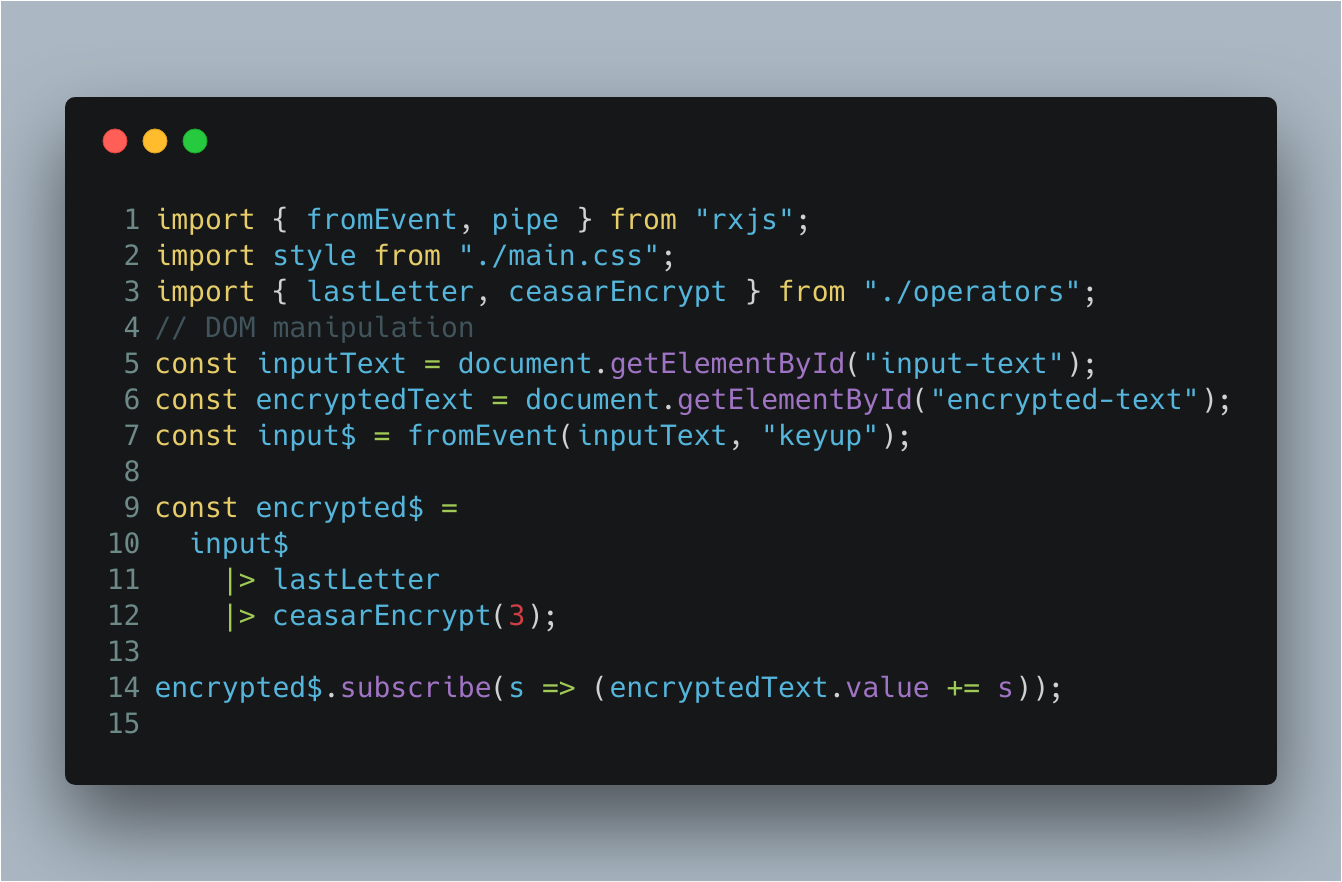 1 import { fromEvent, pipe } from "rxjs";
2 import style from "./main.css";
3 import { lastLetter, ceasarEncrypt } from "./operators";
4 // DOM manipulation
5 const inputText = document.getElementById("input-text");
6 const encryptedText = document.getElementById("encrypted-text");
7 const input$ = fromEvent(inputText, "keyup");
8
9 const encrypted$ =
10   input$
11     |> lastLetter
12     |> ceasarEncrypt(3);
13
14 encrypted$.subscribe(s => (encryptedText.value += s));
15